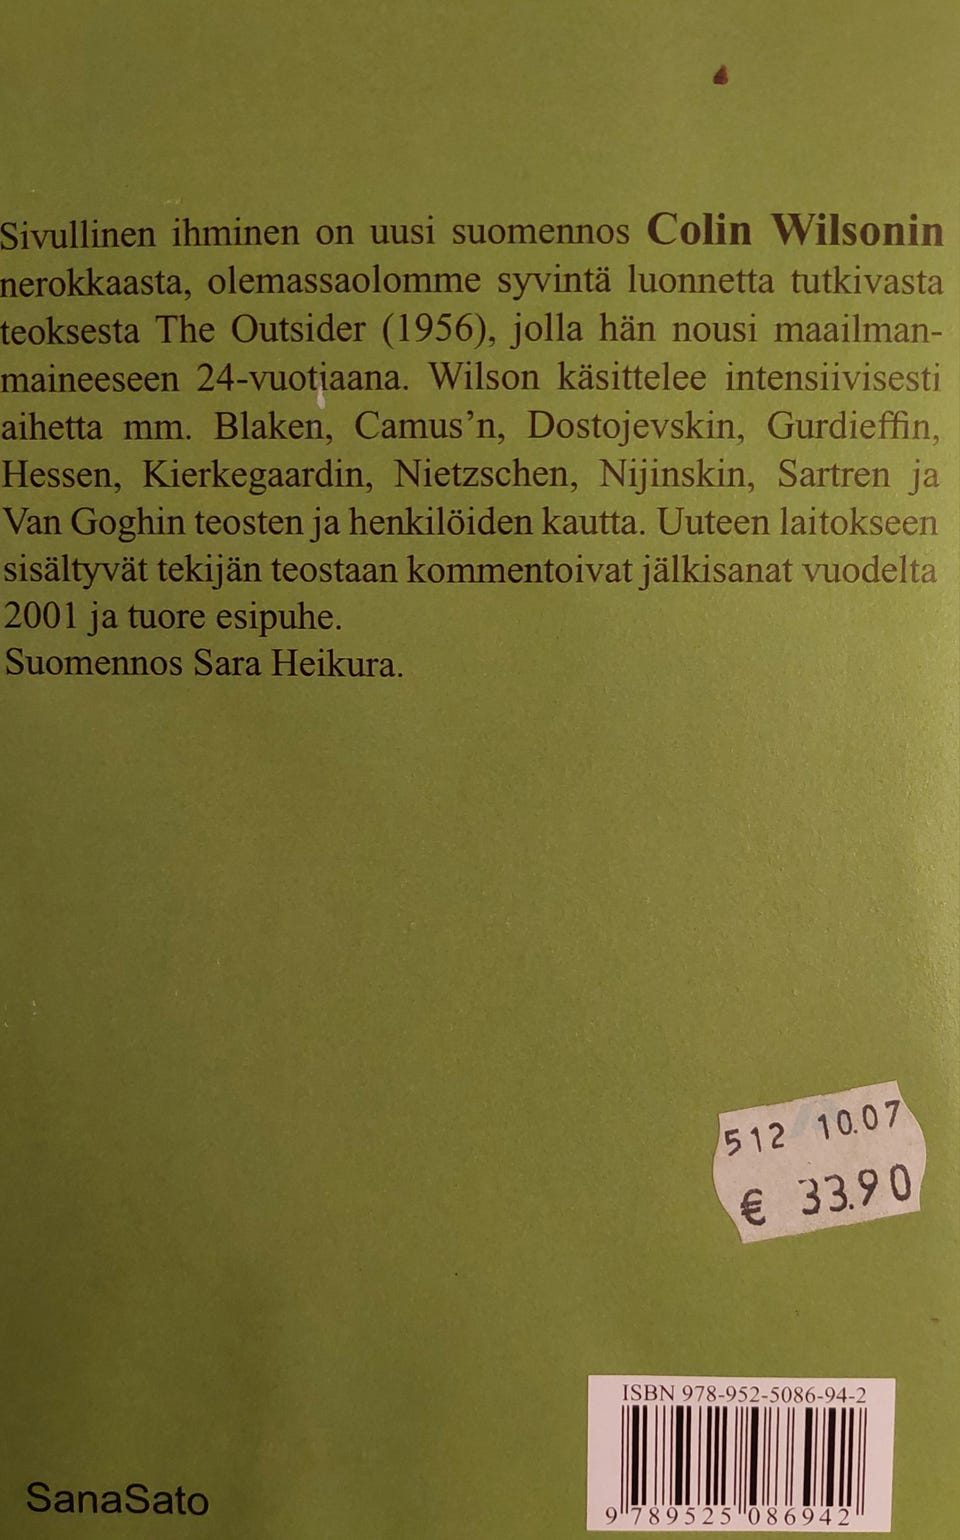 Sivullinen ihminen on uusi suomennos Colin Wilsonin
nerokkaasta, olemassaolomme syvintä luonnetta tutkivasta
teoksesta The Outsider (1956), jolla hän nousi maailman-
maineeseen 24-vuotiaana. Wilson käsittelee intensiivisesti
aihetta mm. Blaken, Camus’n, Dostojevskin, Gurdieffin,
Hessen, Kierkegaardin, Nietzschen, Nijinskin, Sartren ja
Van Goghin teosten ja henkilöiden kautta. Uuteen laitokseen
sisältyvät tekijän teostaan kommentoivat jälkisanat vuodelta
2001 ja tuore esipuhe.
Suomennos Sara Heikura.
512 10.07
€ 33.90
ISBN 978-952-5086-94-2
9 789525 086942
SanaSato